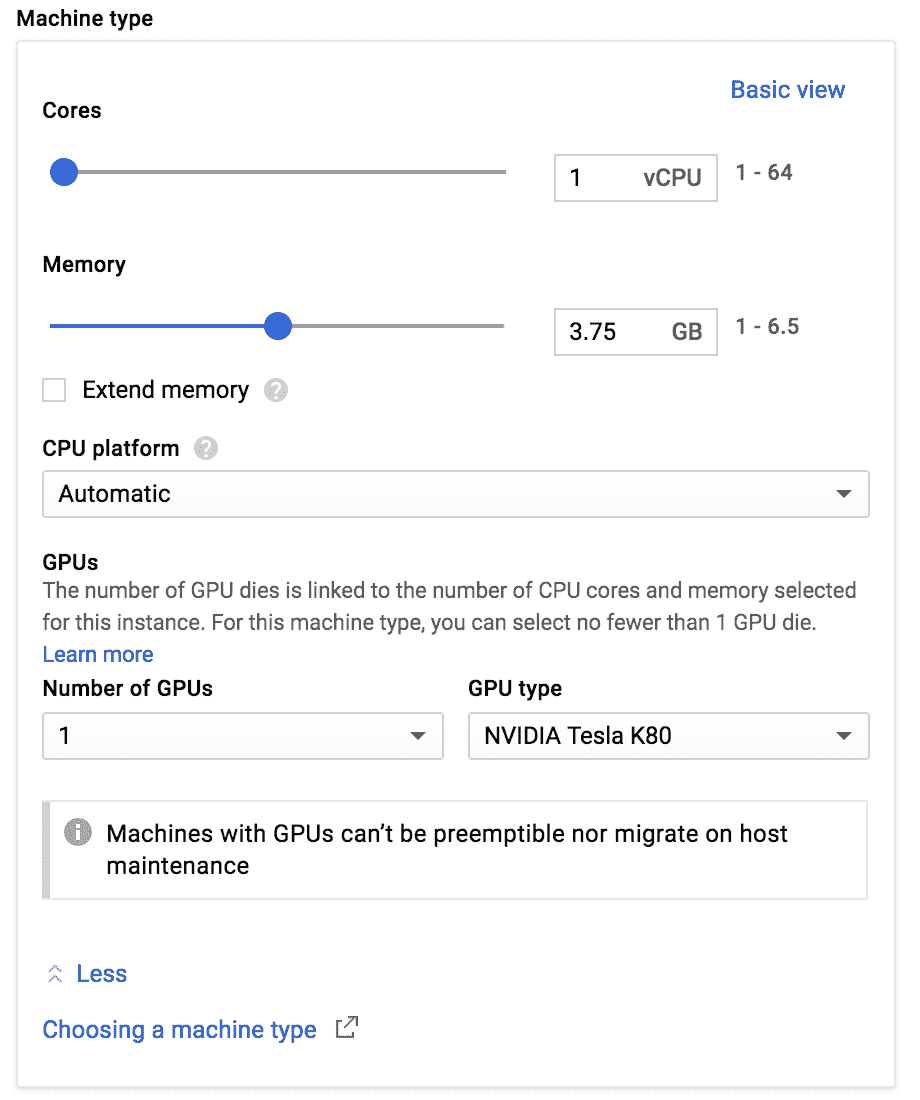 Machine type
Basic view
Cores
1 vCPU 1 - 64
Memory
3.75 GB 1 - 6.5
Extend memory ?
CPU platform ?
Automatic
GPUs
The number of GPU dies is linked to the number of CPU cores and memory selected
for this instance. For this machine type, you can select no fewer than 1 GPU die.
Learn more
Number of GPUs GPU type
1 NVIDIA Tesla K80
Machines with GPUs can’t be preemptible nor migrate on host
maintenance
Less
Choosing a machine type